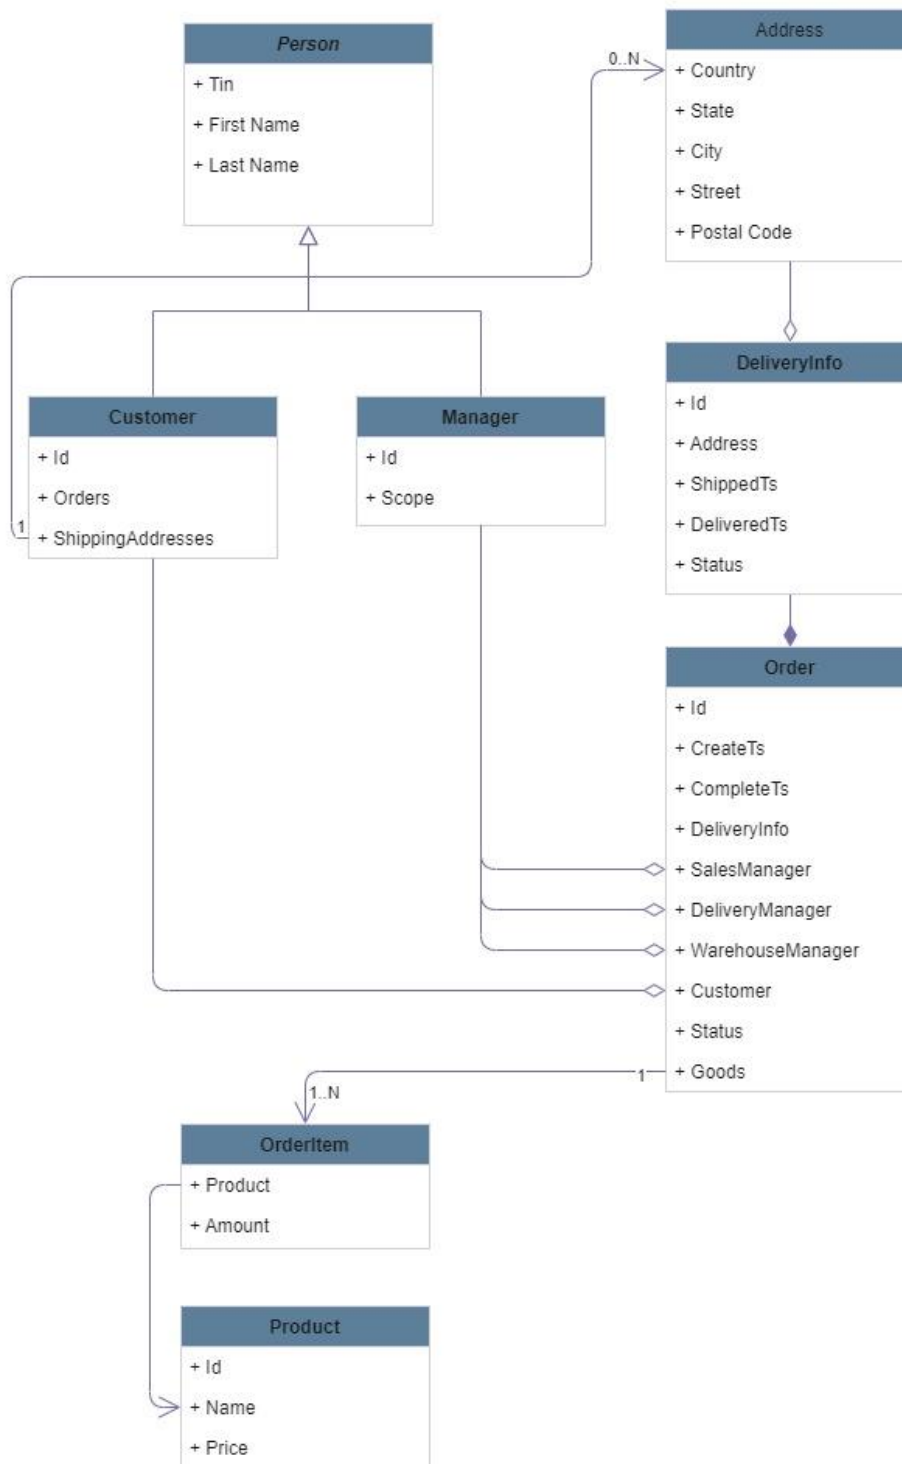 Person
+ Tin
+ First Name
+ Last Name
Address
+ Country
+ State
+ City
+ Street
+ Postal Code
0..N
Customer
+ Id
+ Orders
+ ShippingAddresses
1
Manager
+ Id
+ Scope
DeliveryInfo
+ Id
+ Address
+ ShippedTs
+ DeliveredTs
+ Status
Order
+ Id
+ CreateTs
+ CompleteTs
+ DeliveryInfo
+ SalesManager
+ DeliveryManager
+ WarehouseManager
+ Customer
+ Status
+ Goods
1
1..N
OrderItem
+ Product
+ Amount
Product
+ Id
+ Name
+ Price